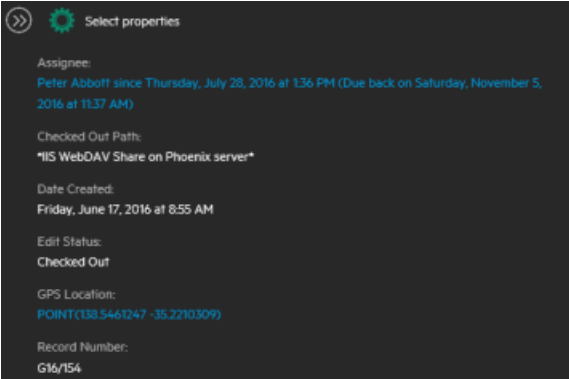 Select properties
Assignee:
Peter Abbott since Thursday, July 28, 2016 at 1:36 PM (Due back on Saturday, November 5,
2016 at 11:37 AM)
Checked Out Path:
*IIS WebDAV Share on Phoenix server*
Date Created:
Friday, June 17, 2016 at 8:55 AM
Edit Status:
Checked Out
GPS Location:
POINT(138.5461247 -35.2210309)
Record Number:
G16/154